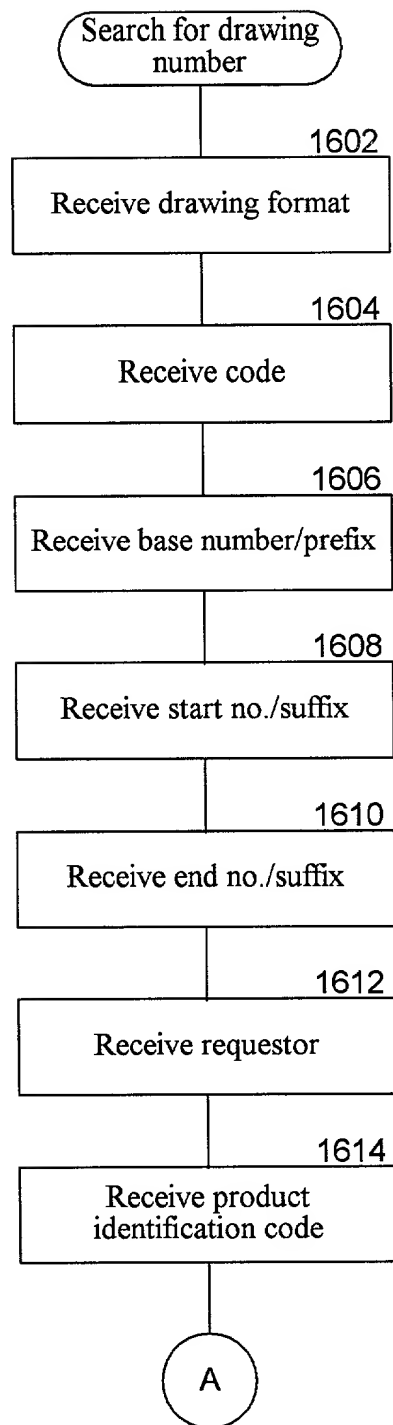 Search for drawing
number
1602
Receive drawing format
1604
Receive code
1606
Receive base number/prefix
1608
Receive start no./suffix
1610
Receive end no./suffix
1612
Receive requestor
1614
Receive product
identification code
A